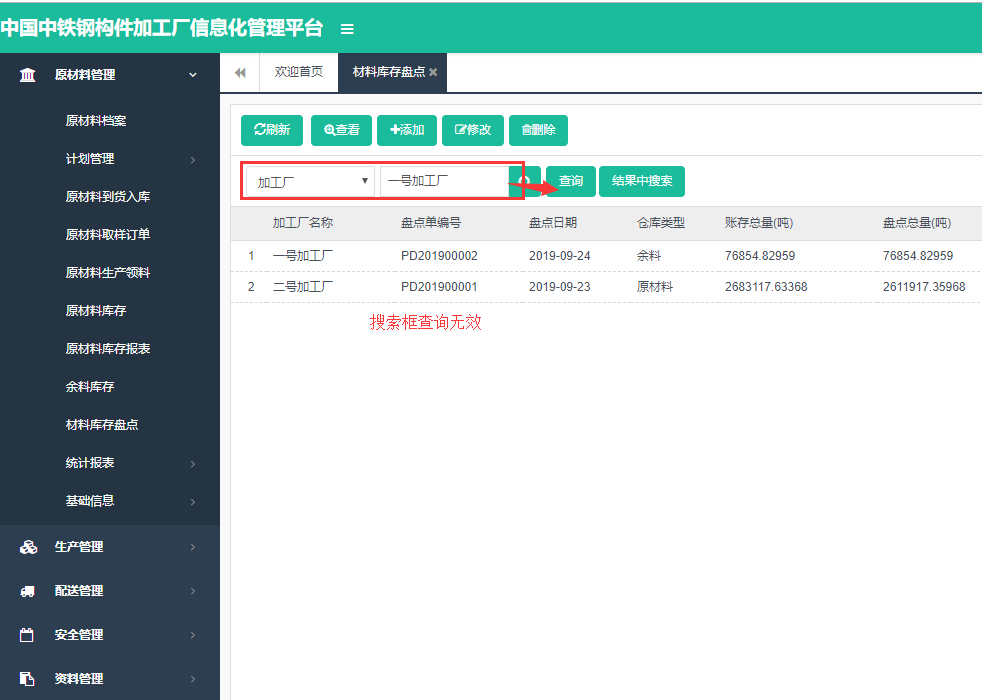 中国中铁钢构件加工厂信息化管理平台
原材料管理
原材料档案
计划管理
原材料到货入库
原材料取样订单
原材料生产领料
原材料库存
原材料库存报表
余料库存
材料库存盘点
统计报表
基础信息
生产管理
配送管理
安全管理
资料管理
欢迎首页 材料库存盘点
刷新 查看 添加 修改 删除
加工厂 一号加工厂 查询 结果中搜索
加工厂名称 盘点单编号 盘点日期 仓库类型 账存总量(吨) 盘点总量(吨)
1 一号加工厂 PD201900002 2019-09-24 余料 76854.82959 76854.82959
2 二号加工厂 PD201900001 2019-09-23 原材料 2683117.63368 2611917.35968
搜索框查询无效